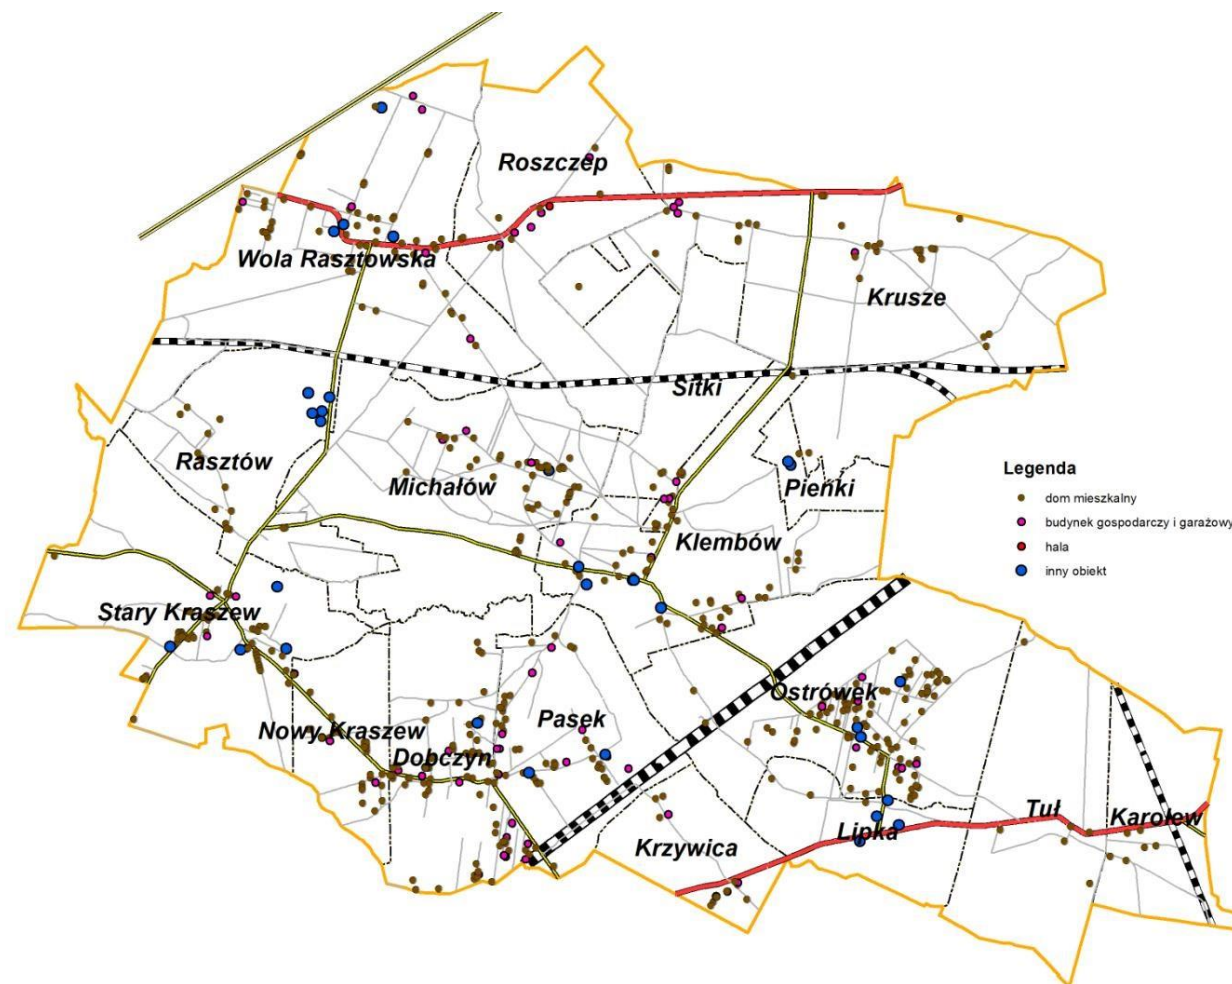 Roszczep
Wola Rasztowska
Krusze
Sitki
Rasztów
Michałów
Pieńki
Legenda
dom mieszkalny
budynek gospodarczy i garażowy
hala
inny obiekt
Klembów
Stary Kraszew
Ostrówek
Nowy Kraszew
Pasek
Dobczyn
Tuł
Karolew
Lipka
Krzywica